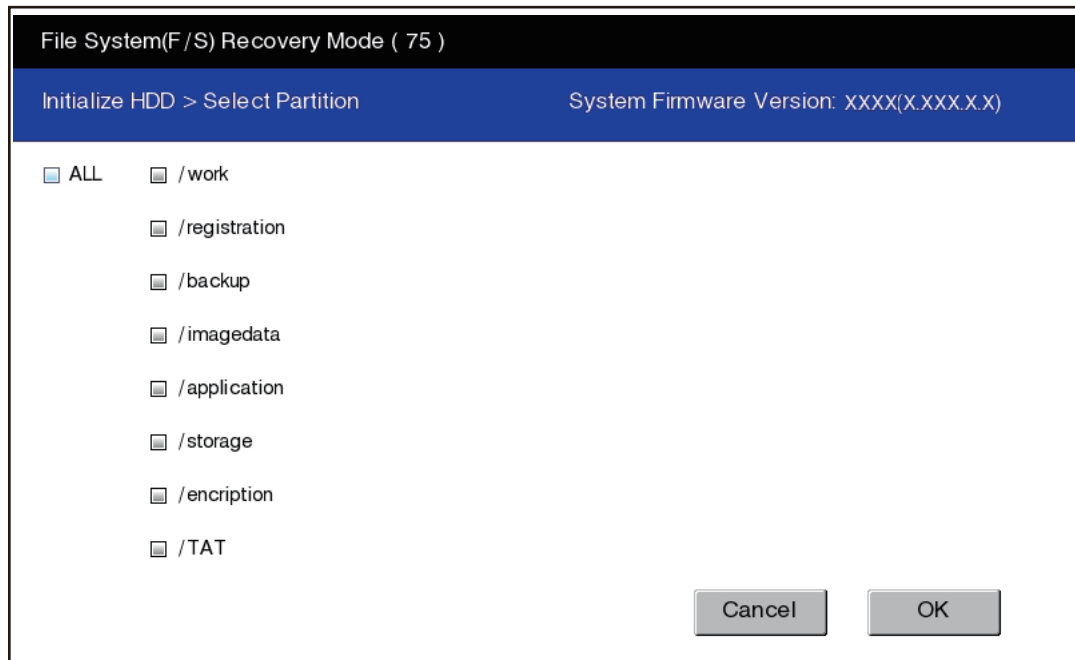 File System(F/S) Recovery Mode ( 75 )
Initialize HDD > Select Partition System Firmware Version: XXXX(X.XXX.X.X)
ALL /work
/registration
/backup
/imagedata
/application
/storage
/encription
/TAT
Cancel OK